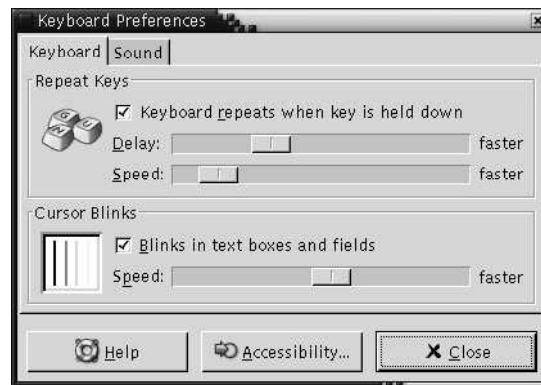 Keyboard Preferences
Keyboard Sound
Repeat Keys
Keyboard repeats when key is held down
Delay: faster
Speed: faster
Cursor Blinks
Blinks in text boxes and fields
Speed: faster
Help Accessibility... Close